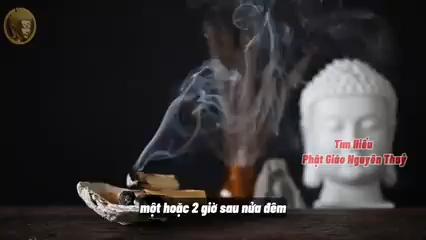 Tìm Hiểu
Phật Giáo Nguyên Thuỷ
một hoặc 2 giờ sau nửa đêm